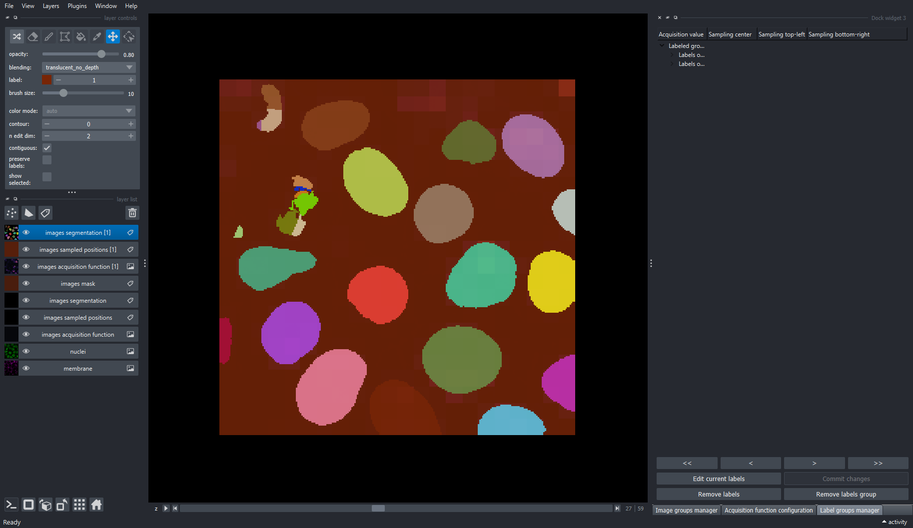 File View Layers Plugins Window Help
layer controls
opacity: 0.80
blending: translucent_no_depth
label: 1
brush size: 10
color mode: auto
contour: 0
n edit dim: 2
contiguous:
preserve labels:
show selected:
layer list
images segmentation [1]
images sampled positions [1]
images acquisition function [1]
images mask
images segmentation
images sampled positions
images acquisition function
nuclei
membrane
Ready
z 27 59
Dock widget 1
Acquisition value Sampling center Sampling top-left Sampling bottom-right
Labeled gro...
Labels o...
Labels o...
<< < > >>
Edit current labels Commit changes
Remove labels Remove labels group
Image groups manager Acquisition function configuration Label groups manager
activity